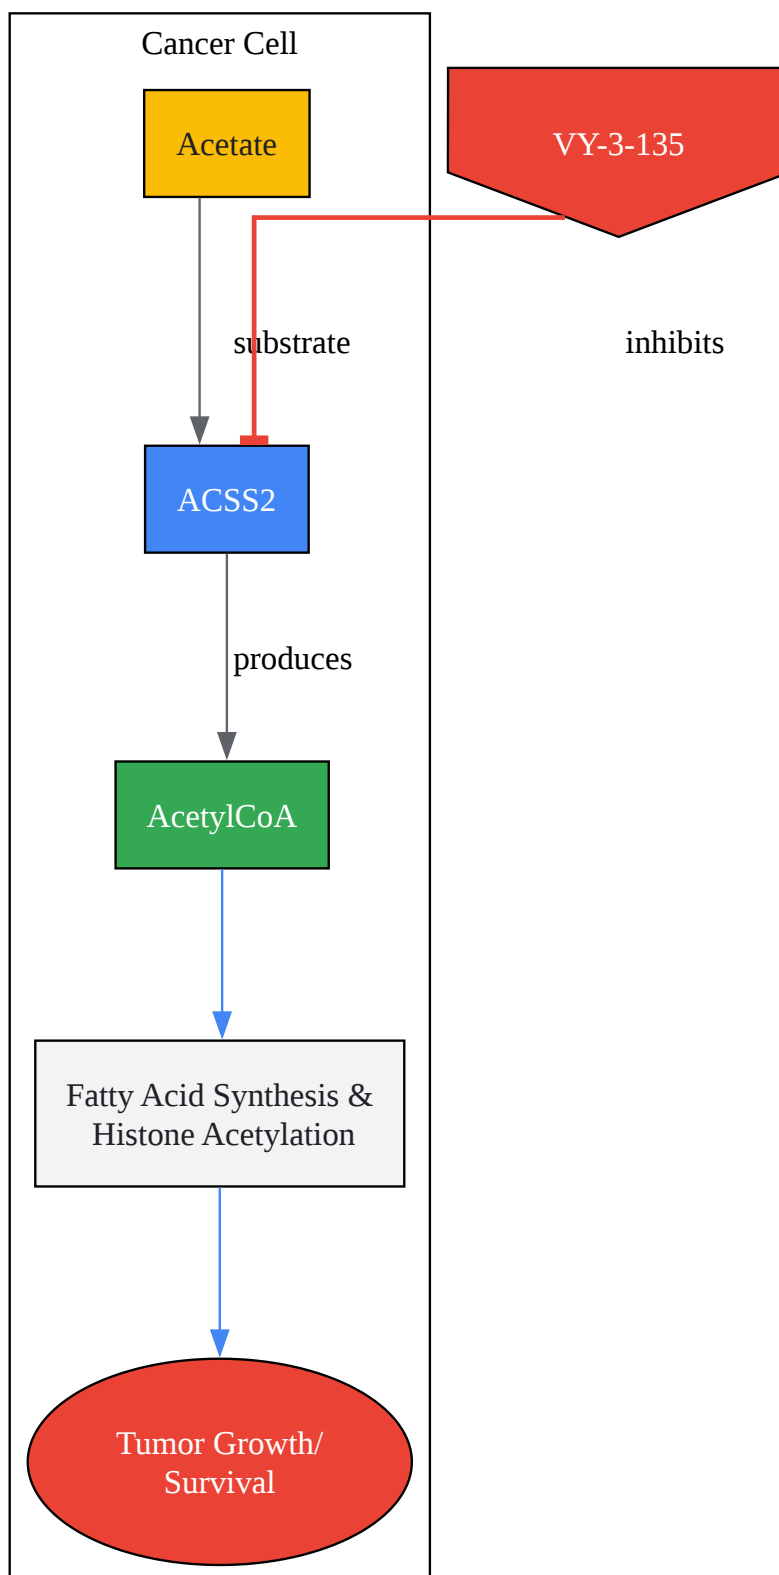 Cancer Cell
Acetate
VY-3-135
substrate
inhibits
ACSS2
produces
AcetylCoA
Fatty Acid Synthesis &
Histone Acetylation
Tumor Growth/
Survival